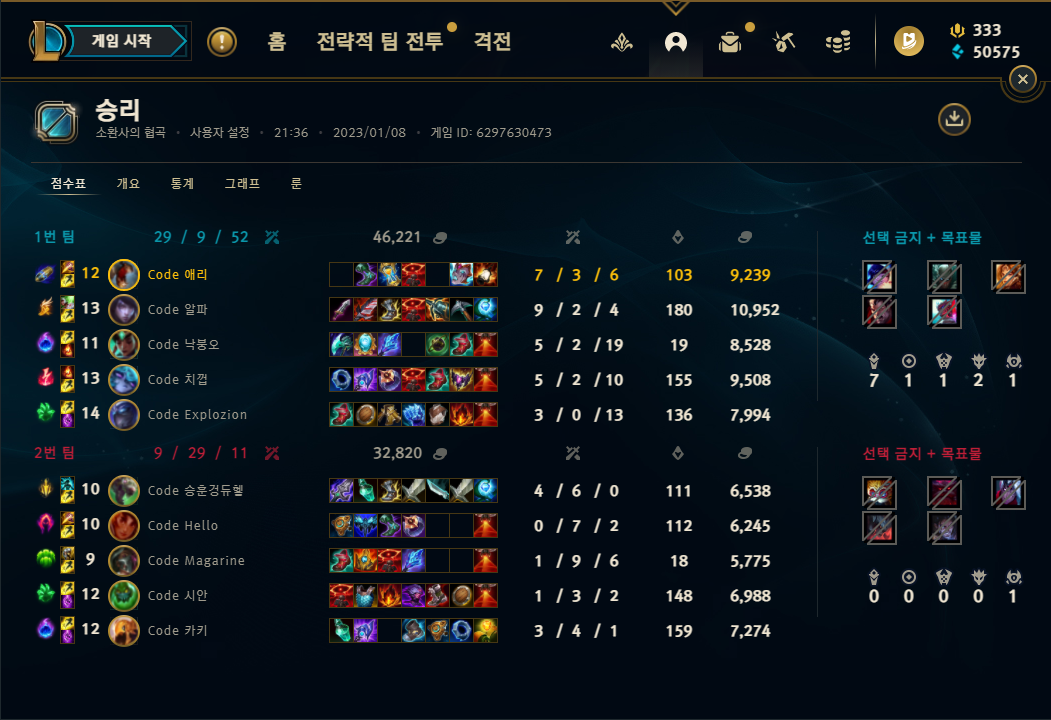 게임 시작 홈 전략적 팀 전투 격전 333
50575
승리
소환사의 협곡 • 사용자 설정 • 21:36 • 2023/01/08 • 게임 ID: 6297630473
점수표 개요 통계 그래프 룬
1번 팀 29 / 9 / 52 46,221 선택 금지 + 목표물
12 Code 애리 7 / 3 / 6 103 9,239
13 Code 알파 9 / 2 / 4 180 10,952
11 Code 낙붕오 5 / 2 / 19 19 8,528
13 Code 치껍 5 / 2 / 10 155 9,508
7 1 1 2 1
14 Code Explozion 3 / 0 / 13 136 7,994
2번 팀 9 / 29 / 11 32,820 선택 금지 + 목표물
10 Code 승훈겅듀헬 4 / 6 / 0 111 6,538
10 Code Hello 0 / 7 / 2 112 6,245
9 Code Magarine 1 / 9 / 6 18 5,775
12 Code 시안 1 / 3 / 2 148 6,988
0 0 0 0 1
12 Code 카키 3 / 4 / 1 159 7,274